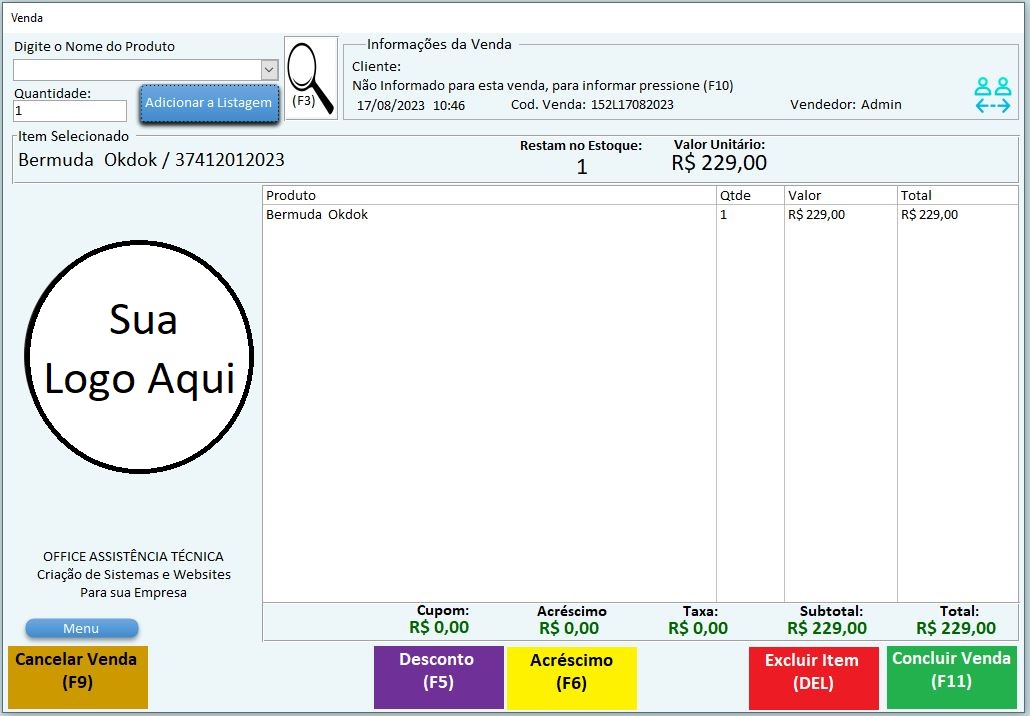 Venda
Digite o Nome do Produto
Quantidade:
1
Adicionar a Listagem
(F3)
Informações da Venda
Cliente:
Não Informado para esta venda, para informar pressione (F10)
17/08/2023 10:46 Cod. Venda: 152L17082023 Vendedor: Admin
Item Selecionado
Bermuda Okdok / 37412012023
Restam no Estoque:
1
Valor Unitário:
R$ 229,00
Produto Qtde Valor Total
Bermuda Okdok 1 R$ 229,00 R$ 229,00
Sua
Logo Aqui
OFFICE ASSISTÊNCIA TÉCNICA
Criação de Sistemas e Websites
Para sua Empresa
Menu
Cupom: Acréscimo Taxa: Subtotal: Total:
R$ 0,00 R$ 0,00 R$ 0,00 R$ 229,00 R$ 229,00
Cancelar Venda
(F9)
Desconto
(F5)
Acréscimo
(F6)
Excluir Item
(DEL)
Concluir Venda
(F11)